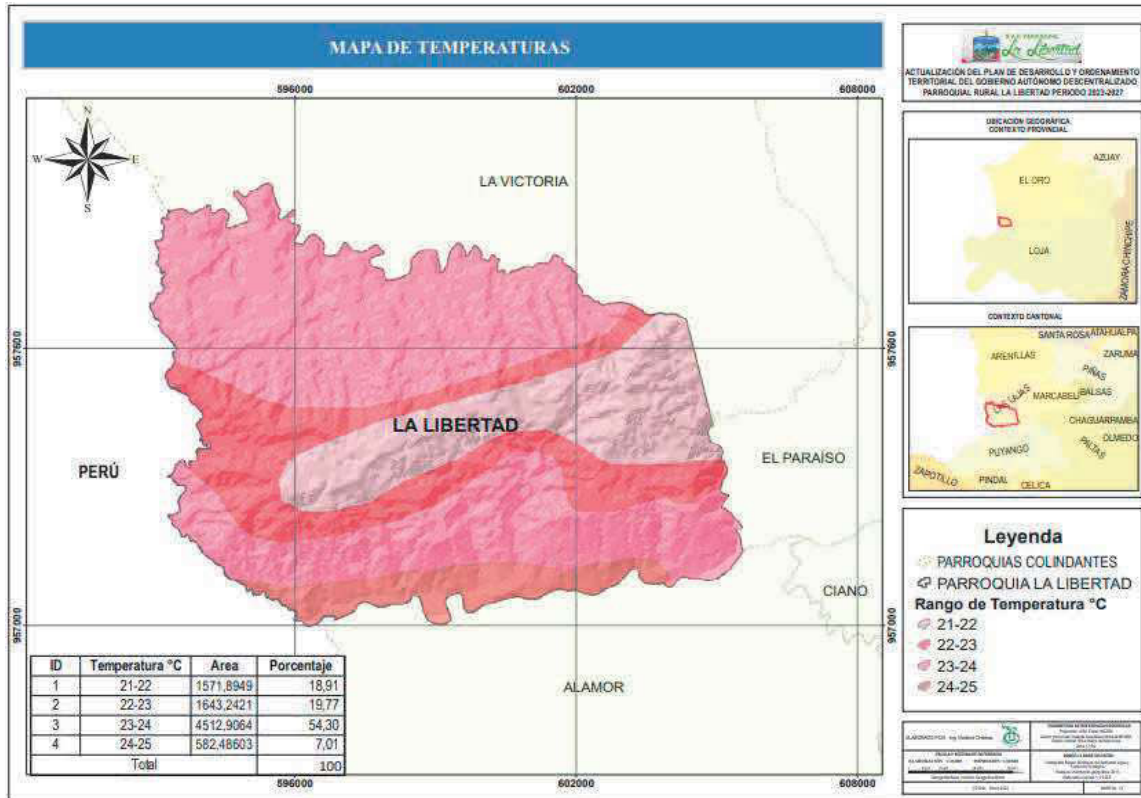 MAPA DE TEMPERATURAS
596000 602000 608000
N
W E
S
LA VICTORIA
957600 957600
LA LIBERTAD
PERÚ
EL PARAÍSO
CIANO
957000 957000
ALAMOR
596000 602000 608000
ID Temperatura °C Area Porcentaje
1 21-22 1571,8949 18,91
2 22-23 1643,2421 19,77
3 23-24 4512,9064 54,30
4 24-25 582,48603 7,01
Total 100
La Libertad
ACTUALIZACIÓN DEL PLAN DE DESARROLLO Y ORDENAMIENTO
TERRITORIAL DEL GOBIERNO AUTÓNOMO DESCENTRALIZADO
PARROQUIAL RURAL LA LIBERTAD PERIODO 2023-2027
UBICACIÓN GEOGRÁFICA
CONTEXTO PROVINCIAL
AZUAY
EL ORO
LOJA
ZAMORA CHINCHIPE
CONTEXTO CANTONAL
SANTA ROSA
ATAHUALPA
ARENILLAS
ZARUMA
PIÑAS
LAJAS
MARCABELI
BALSAS
CHAGUARPAMBA
OLMEDO
PALTAS
PUYANGO
ZAPOTILLO
PINDAL
CELICA
Leyenda
PARROQUIAS COLINDANTES
PARROQUIA LA LIBERTAD
Rango de Temperatura °C
21-22
22-23
23-24
24-25